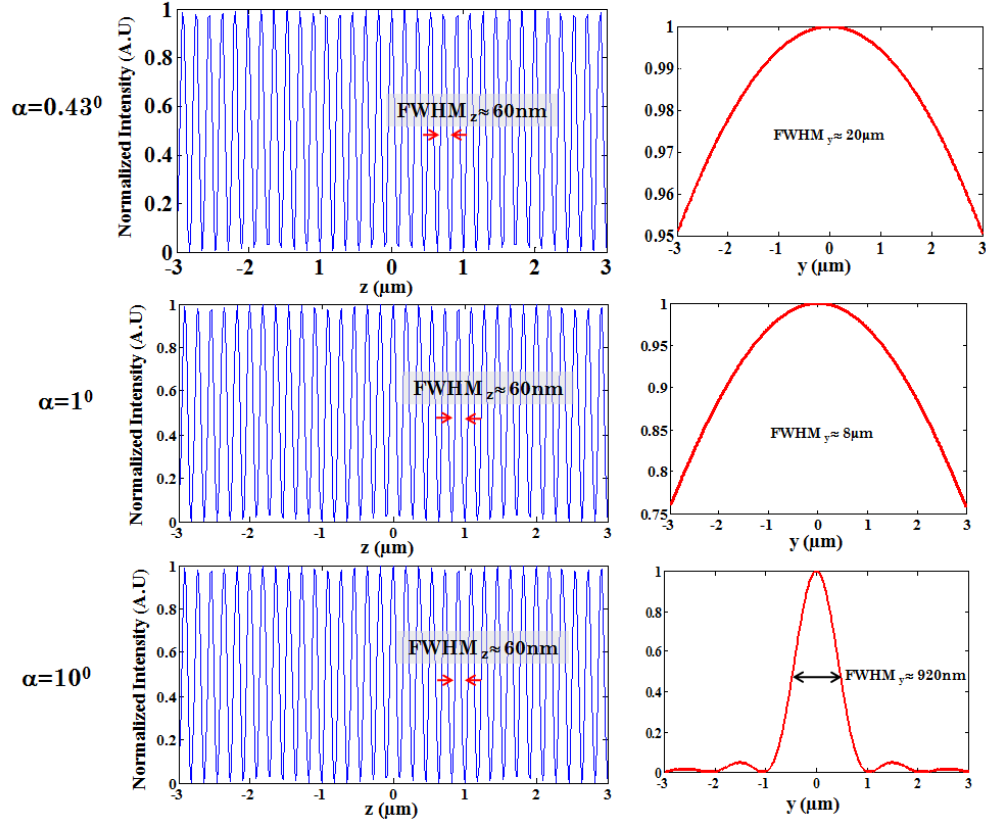 α=0.43⁰
Normalized Intensity (A.U)
1
0.8
0.6
0.4
0.2
0
FWHM z ≈ 60nm
-3 -2 1 0 1 2 3
z (µm)
1
0.99
0.98
0.97
0.96
0.95
FWHM y ≈ 20µm
-3 -2 -1 0 1 2 3
y (µm)
α=1⁰
Normalized Intensity (A.U)
1
0.8
0.6
0.4
0.2
0
FWHM z ≈ 60nm
-3 -2 -1 0 1 2 3
z (µm)
1
0.95
0.9
0.85
0.8
0.75
FWHM y ≈ 8µm
-3 -2 -1 0 1 2 3
y (µm)
α=10⁰
Normalized Intensity (A.U)
1
0.8
0.6
0.4
0.2
0
FWHM z ≈ 60nm
-3 -2 -1 0 1 2 3
z (µm)
1
0.8
0.6
0.4
0.2
0
FWHM y ≈ 920nm
-3 -2 -1 0 1 2 3
y (µm)